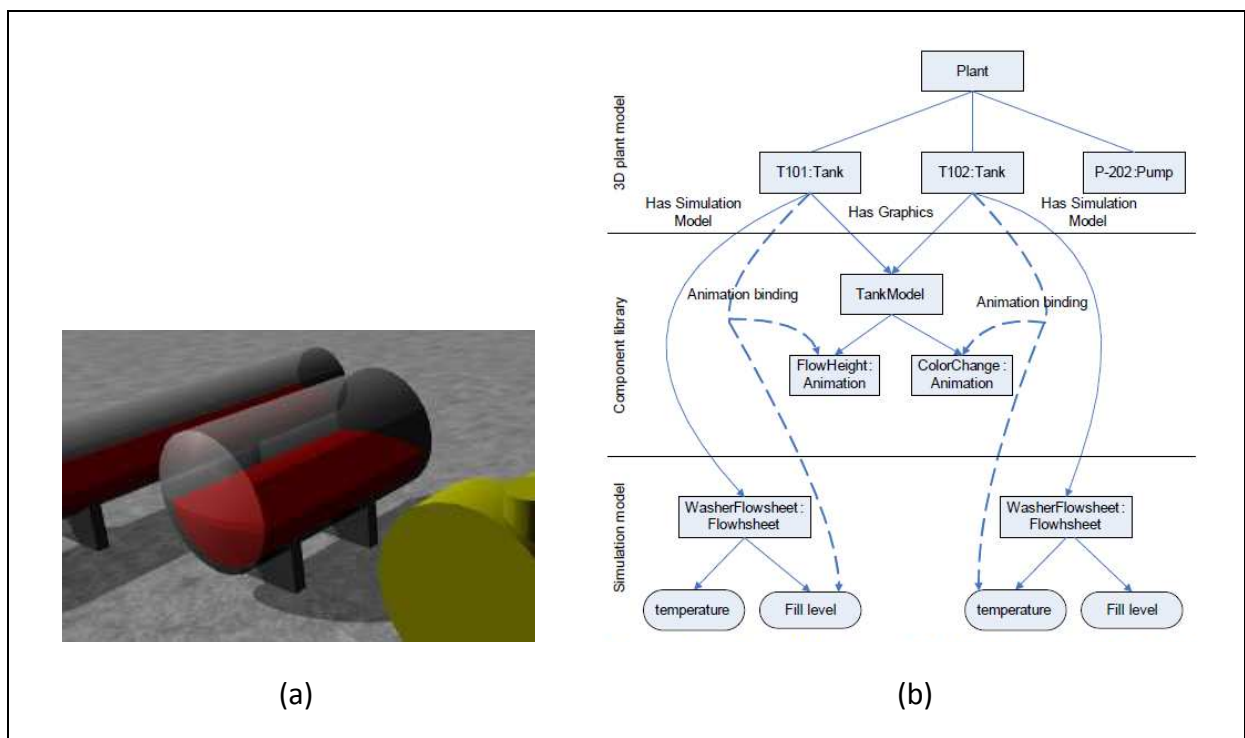 Plant
3D plant model
T101:Tank
T102:Tank
P-202:Pump
Has Simulation
Model
Has Graphics
Has Simulation
Model
Component library
TankModel
Animation binding
Animation binding
FlowHeight:
Animation
ColorChange:
Animation
Simulation model
WasherFlowsheet:
Flowhsheet
WasherFlowsheet:
Flowhsheet
temperature
Fill level
temperature
Fill level
(a)
(b)